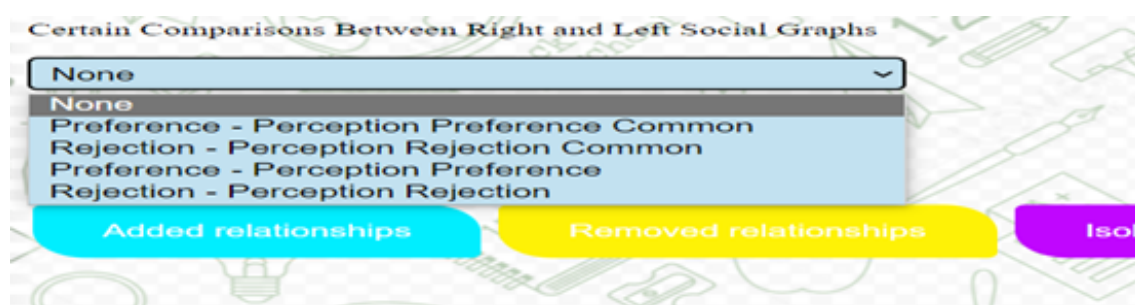 Certain Comparisons Between Right and Left Social Graphs
None
None
Preference - Perception Preference Common
Rejection - Perception Rejection Common
Preference - Perception Preference
Rejection - Perception Rejection
Added relationships Removed relationships